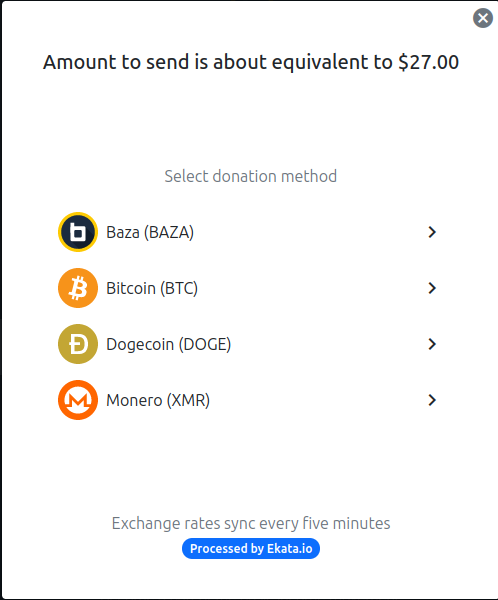 Amount to send is about equivalent to $27.00
Select donation method
Baza (BAZA)
Bitcoin (BTC)
Dogecoin (DOGE)
Monero (XMR)
Exchange rates sync every five minutes
Processed by Ekata.io